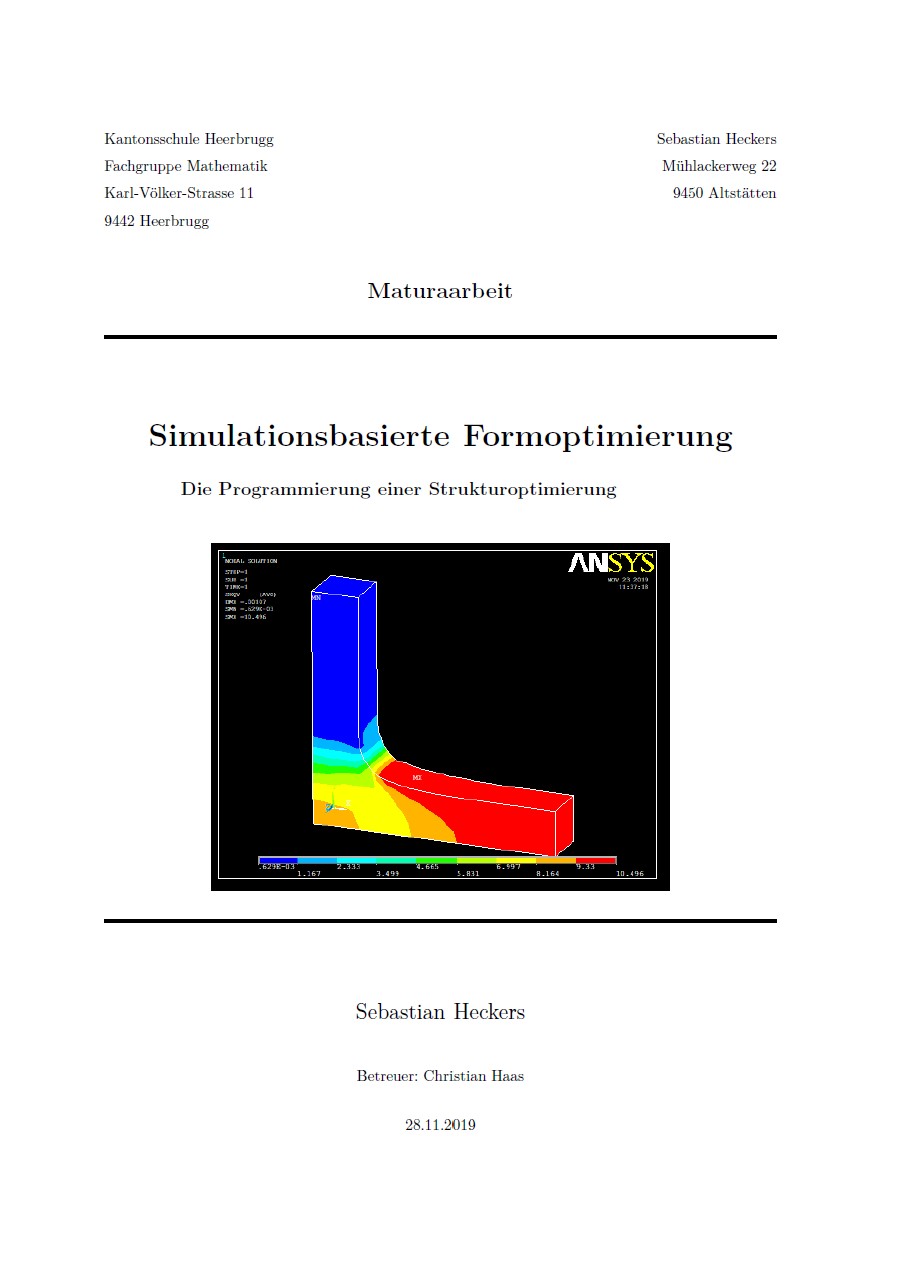 Kantonsschule Heerbrugg
Fachgruppe Mathematik
Karl-Völker-Strasse 11
9442 Heerbrugg
Sebastian Heckers
Mühlackerweg 22
9450 Altstätten
Maturaarbeit
Simulationsbasierte Formoptimierung
Die Programmierung einer Strukturoptimierung
1
NODAL SOLUTION
STEP=1
SUB =1
TIME=1
SEQV (AVG)
DMX =.00107
SMN =.629E-03
SMX =10.496
ANSYS
NOV 23 2019
11:37:18
MN
MX
.629E-03 2.333 4.665 6.997 9.33
1.167 3.499 5.831 8.164 10.496
Sebastian Heckers
Betreuer: Christian Haas
28.11.2019